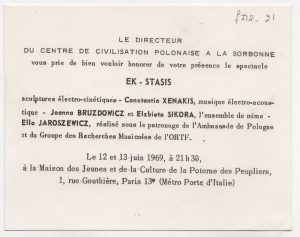 LE DIRECTEUR
DU CENTRE DE CIVILISATION POLONAISE A LA SORBONNE
vous prie de bien vouloir honorer de votre présence le spectacle
EK - STASIS
sculptures électro-cinétiques - Constantin XENAKIS, musique électro-acous-
tique - Joanna BRUZDOWICZ et Elzbieta SIKORA, l'ensemble de mime -
Elie JAROSZEWICZ, réalisé sous le patronage de l'Ambassade de Pologne
et du Groupe des Recherches Musicales de l'ORTF.
Le 12 et 13 juin 1969, à 21 h 30,
à la Maison des Jeunes et de la Culture de la Poterne des Peupliers,
1, rue Gouthière, Paris 13e (Métro Porte d'Italie)